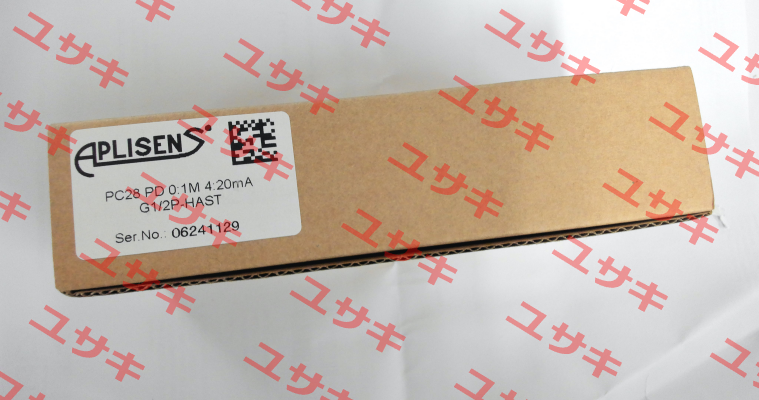 APLISENS
PC28 PD 0:1M 4:20mA
G1/2P-HAST
Ser.No.: 06241129
ユサキ